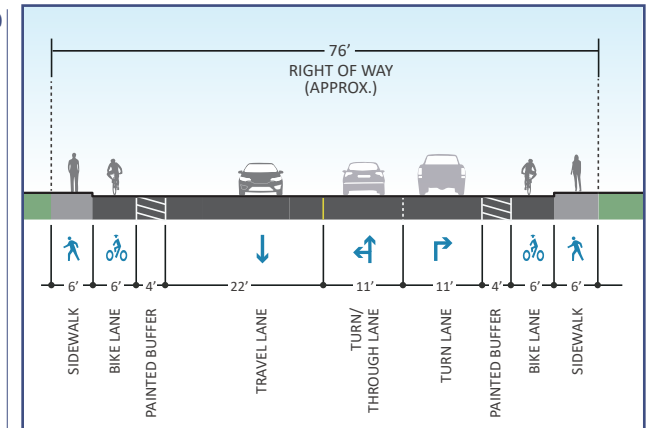 76’
RIGHT OF WAY
(APPROX.)
6’ 6’ 4’ 22’ 11’ 11’ 4’ 6’ 6’
SIDEWALK
BIKE LANE
PAINTED BUFFER
TRAVEL LANE
TURN/
THROUGH LANE
TURN LANE
PAINTED BUFFER
BIKE LANE
SIDEWALK